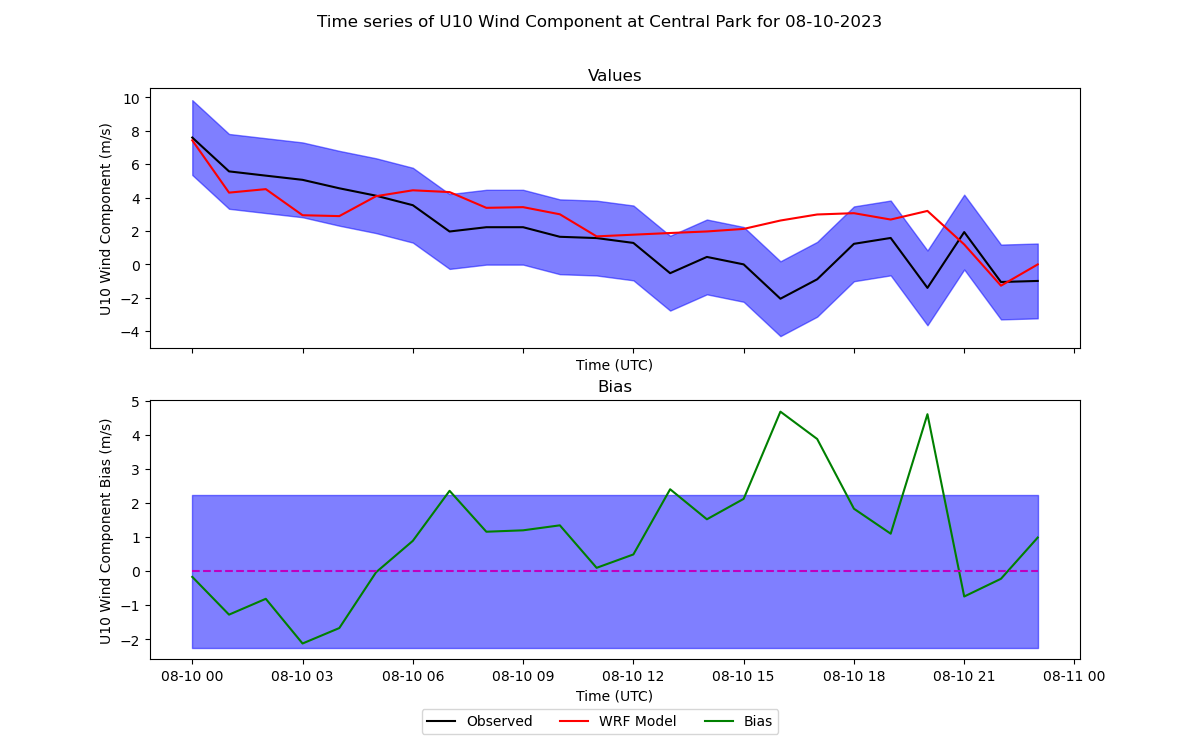 Time series of U10 Wind Component at Central Park for 08-10-2023
Values
U10 Wind Component (m/s)
10
8
6
4
2
0
−2
−4
Time (UTC)
Bias
U10 Wind Component Bias (m/s)
5
4
3
2
1
0
−1
−2
08-10 00 08-10 03 08-10 06 08-10 09 08-10 12 08-10 15 08-10 18 08-10 21 08-11 00
Time (UTC)
Observed WRF Model Bias